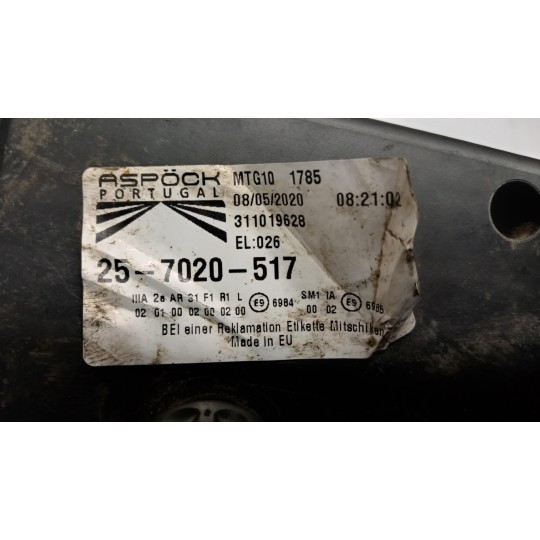 ASPÖCK
PORTUGAL
MTG10 1785
08/05/2020 08:21:02
311019628
EL:026
25-7020-517
IIIA 2a AR S1 F1 R1 L E9 6984 SM1 IA E9 6985
02 01 00 02 00 02 00 00 02
BEI einer Reklamation Etikette Mitschiken
Made in EU